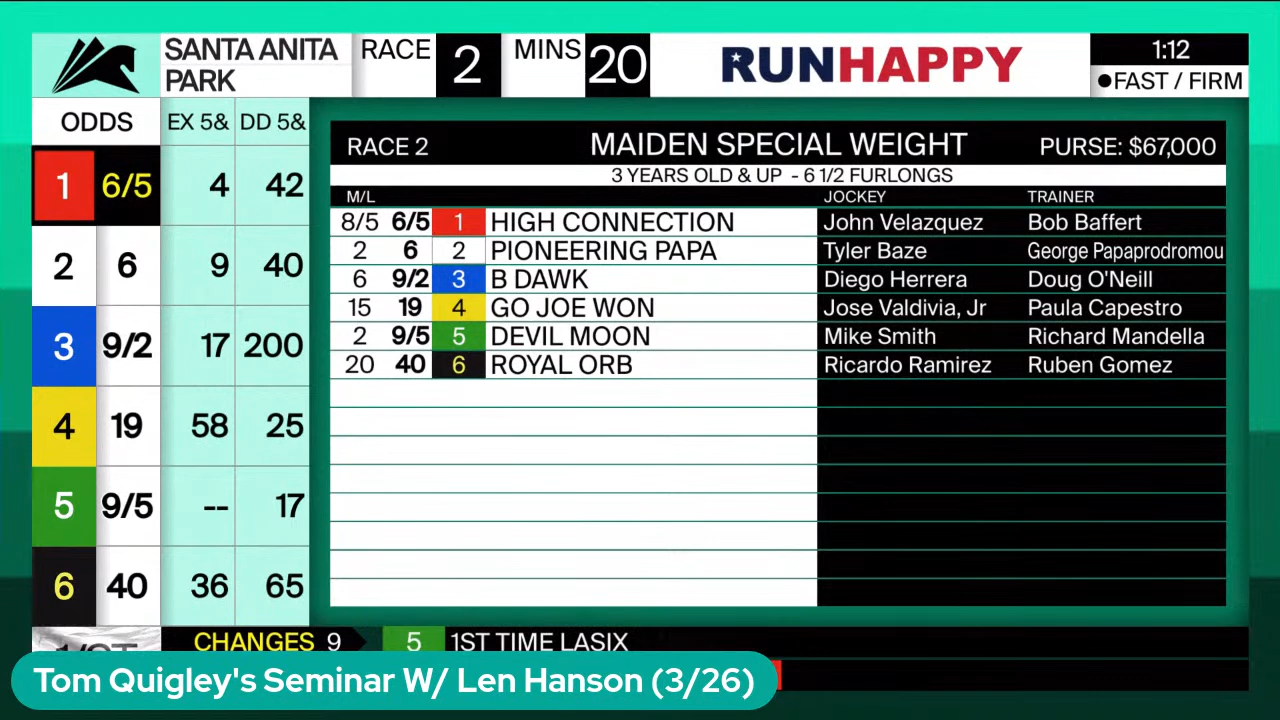 SANTA ANITA PARK
RACE 2
MINS 20
RUNHAPPY
1:12
●FAST / FIRM
ODDS EX 5& DD 5&
1 6/5 4 42
2 6 9 40
3 9/2 17 200
4 19 58 25
5 9/5 -- 17
6 40 36 65
RACE 2 MAIDEN SPECIAL WEIGHT PURSE: $67,000
3 YEARS OLD & UP - 6 1/2 FURLONGS
M/L JOCKEY TRAINER
8/5 6/5 1 HIGH CONNECTION John Velazquez Bob Baffert
2 6 2 PIONEERING PAPA Tyler Baze George Papaprodromou
6 9/2 3 B DAWK Diego Herrera Doug O'Neill
15 19 4 GO JOE WON Jose Valdivia, Jr Paula Capestro
2 9/5 5 DEVIL MOON Mike Smith Richard Mandella
20 40 6 ROYAL ORB Ricardo Ramirez Ruben Gomez
CHANGES 9 5 1ST TIME LASIX
Tom Quigley's Seminar W/ Len Hanson (3/26)